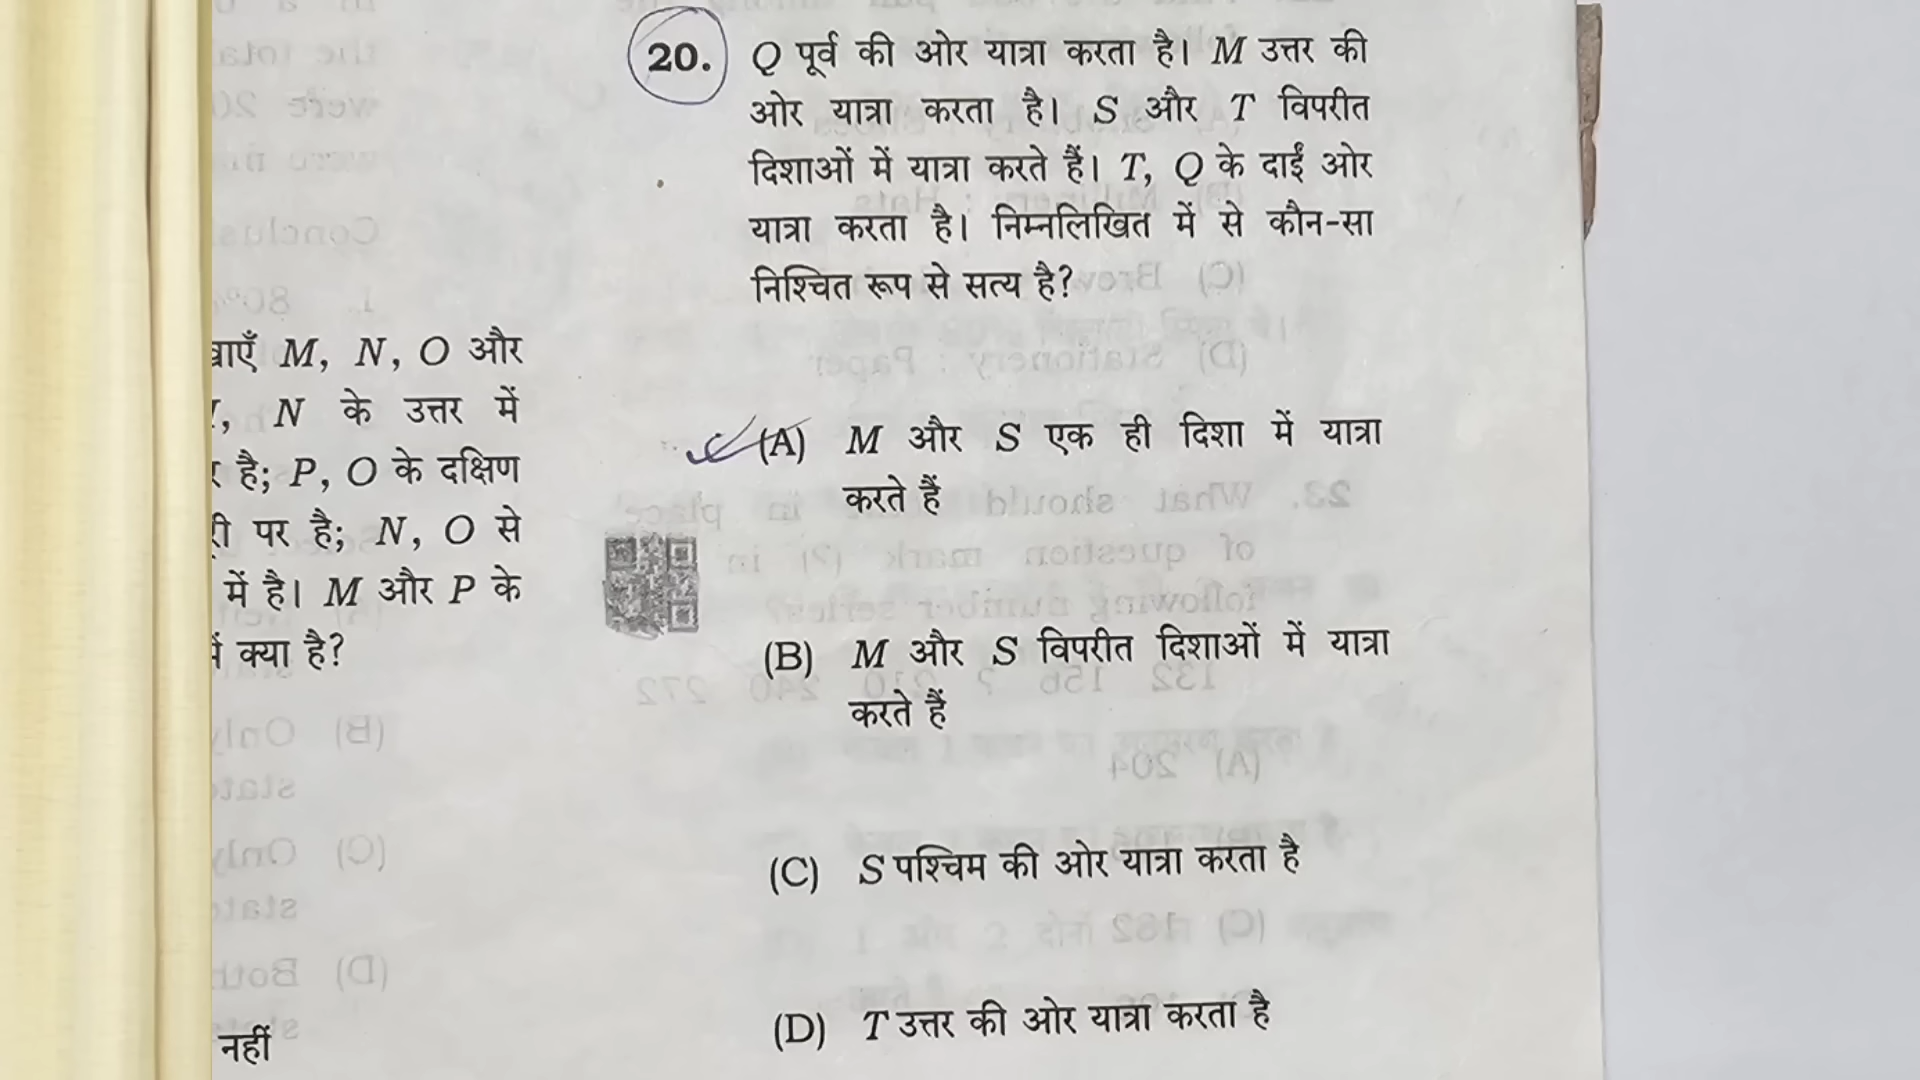 20. Q पूर्व की ओर यात्रा करता है। M उत्तर की
ओर यात्रा करता है। S और T विपरीत
दिशाओं में यात्रा करते हैं। T, Q के दाईं ओर
यात्रा करता है। निम्नलिखित में से कौन-सा
निश्चित रूप से सत्य है?
(A) M और S एक ही दिशा में यात्रा
करते हैं
(B) M और S विपरीत दिशाओं में यात्रा
करते हैं
(C) S पश्चिम की ओर यात्रा करता है
(D) T उत्तर की ओर यात्रा करता है
M, N, O और
N के उत्तर में
है; P, O के दक्षिण
पर है; N, O से
में है। M और P के
क्या है?
नहीं